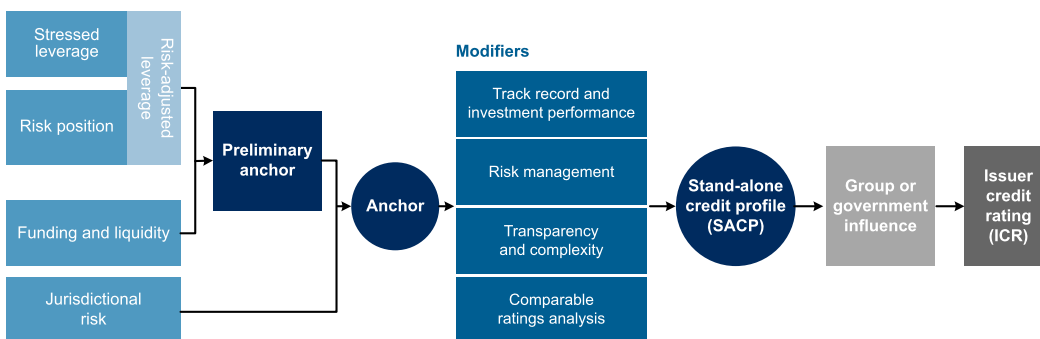 Stressed
leverage
Risk-adjusted
leverage
Risk position
Funding and liquidity
Jurisdictional
risk
Preliminary
anchor
Anchor
Modifiers
Track record and
investment performance
Risk management
Transparency
and complexity
Comparable
ratings analysis
Stand-alone
credit profile
(SACP)
Group or
government
influence
Issuer
credit
rating
(ICR)